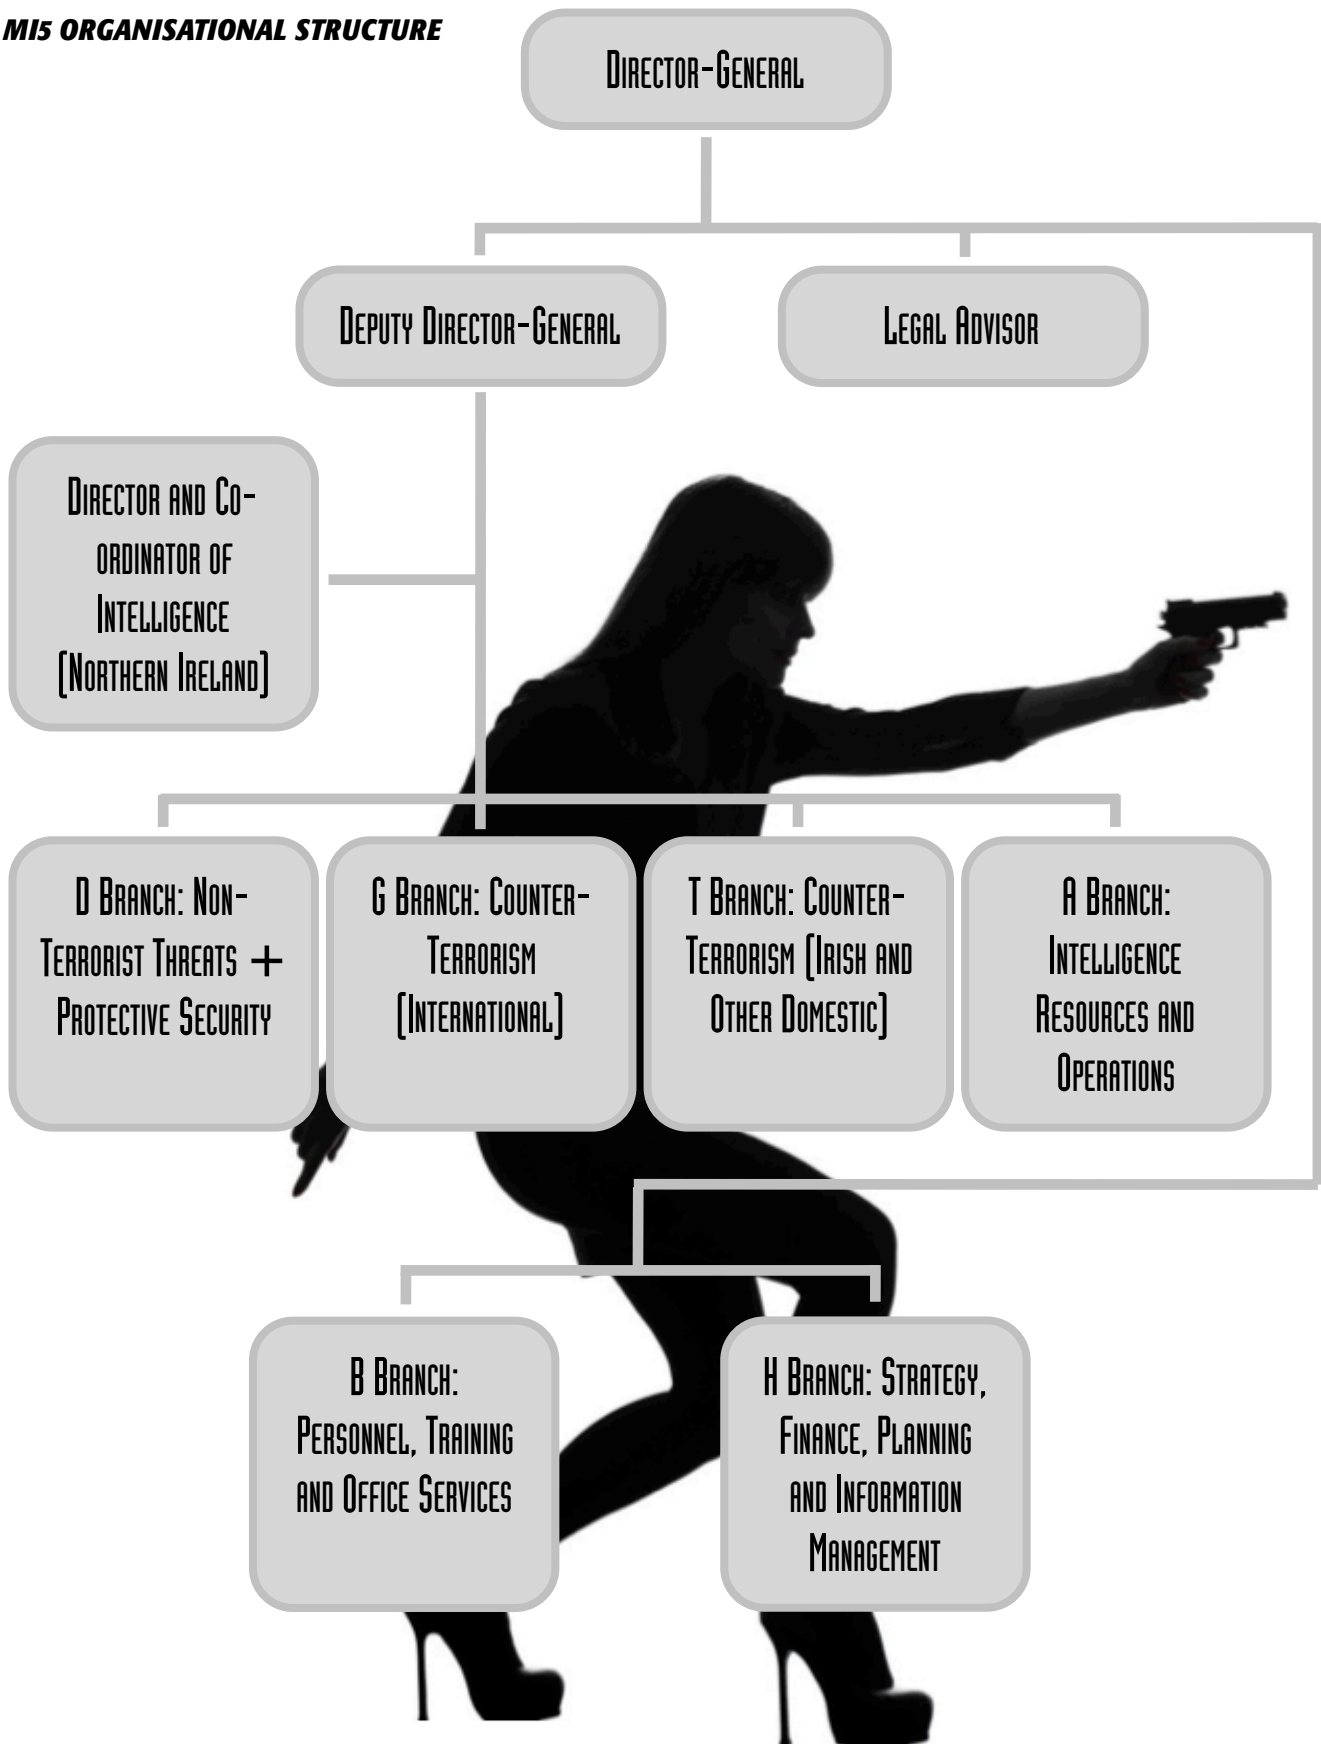 MI5 ORGANISATIONAL STRUCTURE
Director-General
Deputy Director-General
Legal Advisor
Director and Co-
ordinator of
Intelligence
(Northern Ireland)
D Branch: Non-
Terrorist Threats +
Protective Security
G Branch: Counter-
Terrorism
(International)
T Branch: Counter-
Terrorism (Irish and
Other Domestic)
A Branch:
Intelligence
Resources and
Operations
B Branch:
Personnel, Training
and Office Services
H Branch: Strategy,
Finance, Planning
and Information
Management